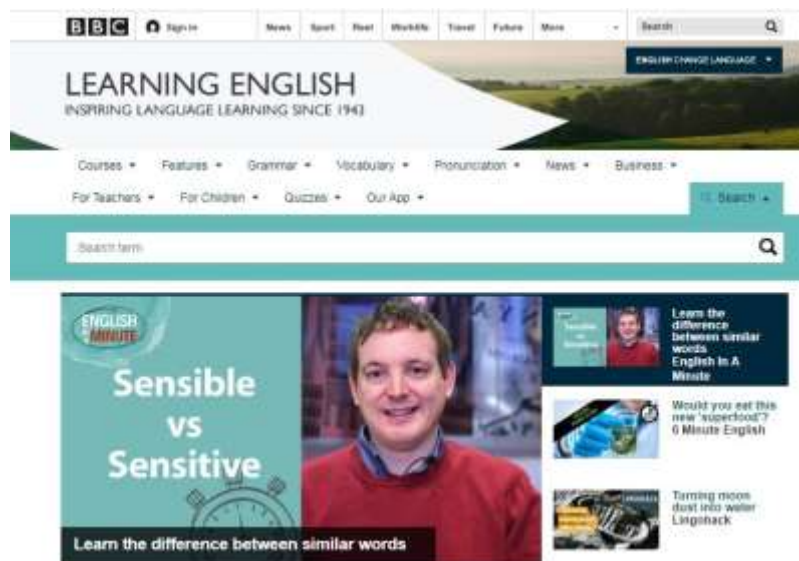 BBC Sign in News Sport Reel Worklife Travel Future More Search
ENGLISH CHANGE LANGUAGE
LEARNING ENGLISH
INSPIRING LANGUAGE LEARNING SINCE 1943
Courses Features Grammar Vocabulary Pronunciation News Business
For Teachers For Children Quizzes Our App Search
Search term
ENGLISH
MINUTE
Sensible
vs
Sensitive
Learn the difference between similar words
Learn the
difference
between similar
words
English In A
Minute
Would you eat this
new 'superfood'?
6 Minute English
Turning moon
dust into water
Lingohack